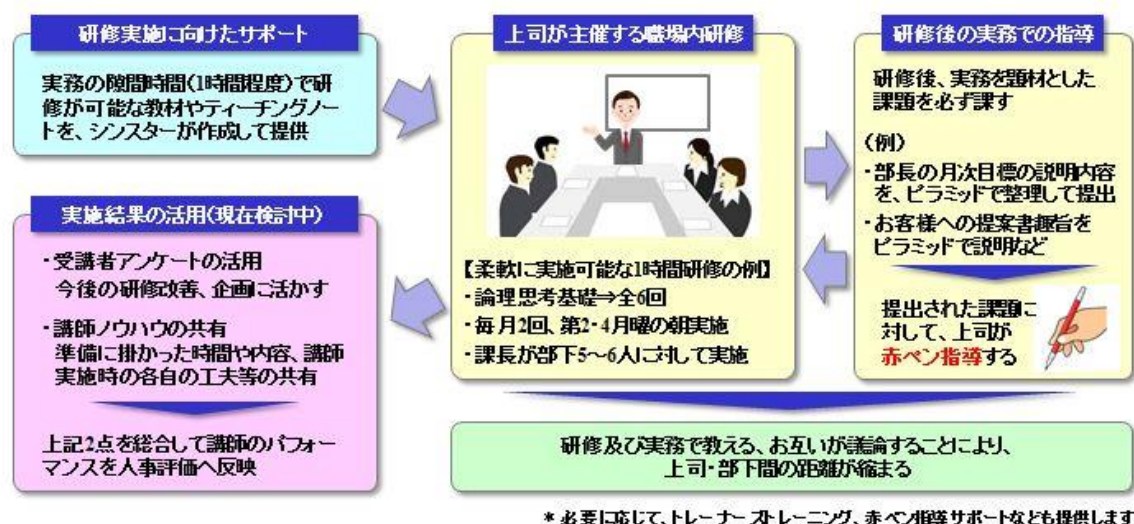 研修実施に向けたサポート
実務の隙間時間(1時間程度)で研
修が可能な教材やティーチングノー
トを、シンスターが作成して提供
上司が主催する職場内研修
【柔軟に実施可能な1時間研修の例】
・論理思考基礎⇒全6回
・毎月2回、第2・4月曜の朝実施
・課長が部下5～6人に対して実施
研修後の実務での指導
研修後、実務を題材とした
課題を必ず課す
(例)
・部長の月次目標の説明内容
を、ピラミッドで整理して提出
・お客様への提案書趣旨を
ピラミッドで説明など
提出された課題に
対して、上司が
赤ペン指導する
実施結果の活用(現在検討中)
・受講者アンケートの活用
今後の研修改善、企画に活かす
・講師ノウハウの共有
準備に掛かった時間や内容、講師
実施時の各自の工夫等の共有
上記2点を総合して講師のパフォー
マンスを人事評価へ反映
研修及び実務で教える、お互いが議論することにより、
上司・部下間の距離が縮まる
*必要に応じて、トレーナーズトレーニング、赤ペン指導サポートなども提供します